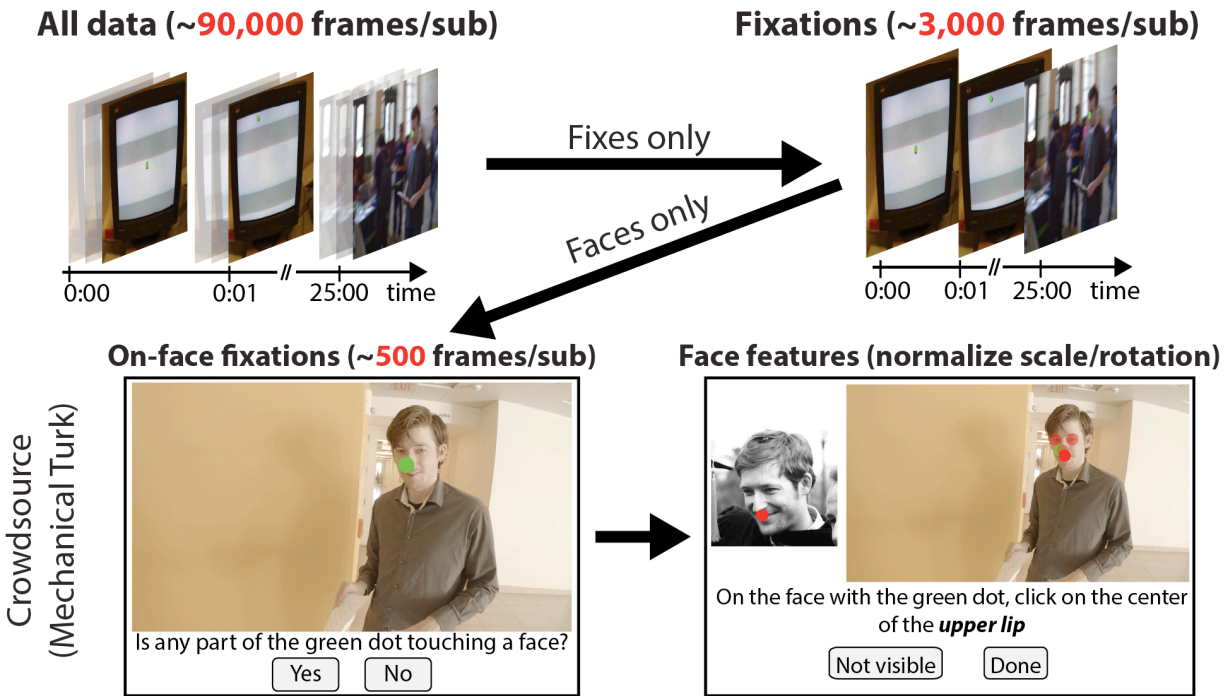 All data (~90,000 frames/sub)
Fixations (~3,000 frames/sub)
Fixes only
Faces only
0:00
0:01
//
25:00
time
0:00
0:01
//
25:00
time
On-face fixations (~500 frames/sub)
Face features (normalize scale/rotation)
Crowdsource
(Mechanical Turk)
EXIT
Is any part of the green dot touching a face?
Yes
No
On the face with the green dot, click on the center
of the upper lip
Not visible
Done